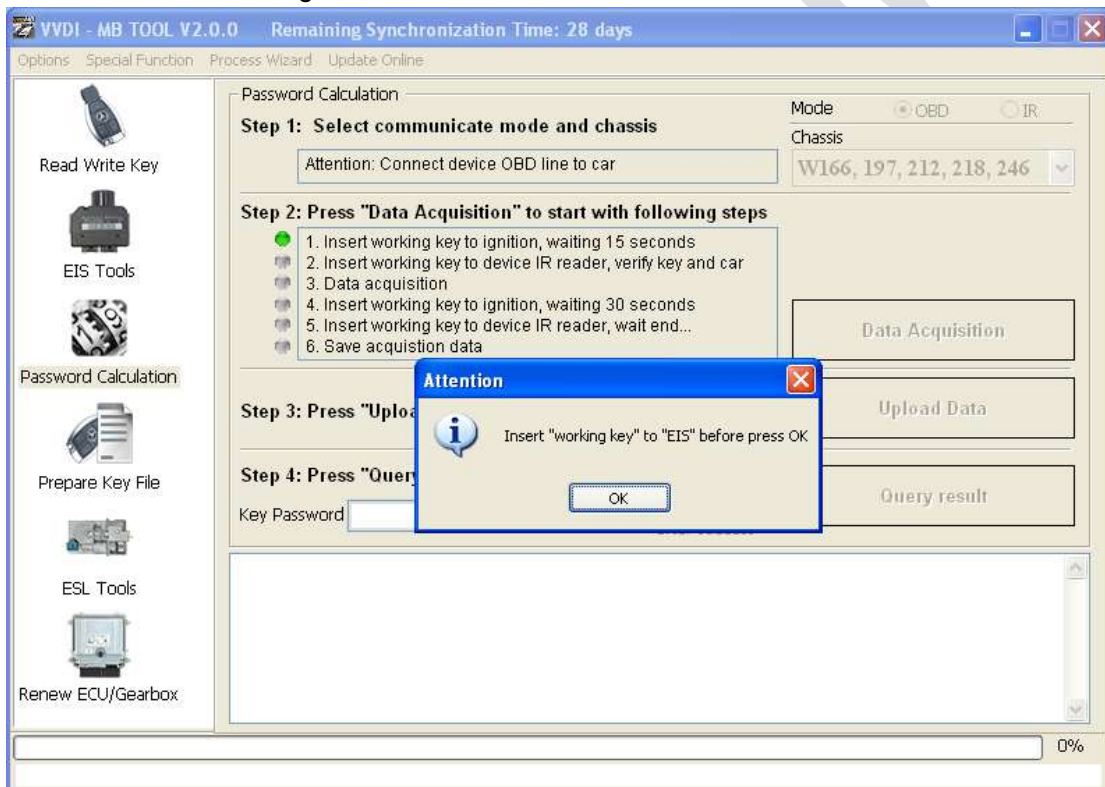 VVDI - MB TOOL V2.0.0 Remaining Synchronization Time: 28 days
Options Special Function Process Wizard Update Online
Read Write Key
EIS Tools
Password Calculation
Prepare Key File
ESL Tools
Renew ECU/Gearbox
Password Calculation
Step 1: Select communicate mode and chassis
Attention: Connect device OBD line to car
Mode OBD IR
Chassis
W166, 197, 212, 218, 246
Step 2: Press "Data Acquisition" to start with following steps
1. Insert working key to ignition, waiting 15 seconds
2. Insert working key to device IR reader, verify key and car
3. Data acquisition
4. Insert working key to ignition, waiting 30 seconds
5. Insert working key to device IR reader, wait end...
6. Save acquistion data
Data Acquisition
Step 3: Press "Uploa
Upload Data
Step 4: Press "Query
Key Password
Query result
Attention
Insert "working key" to "EIS" before press OK
OK
0%